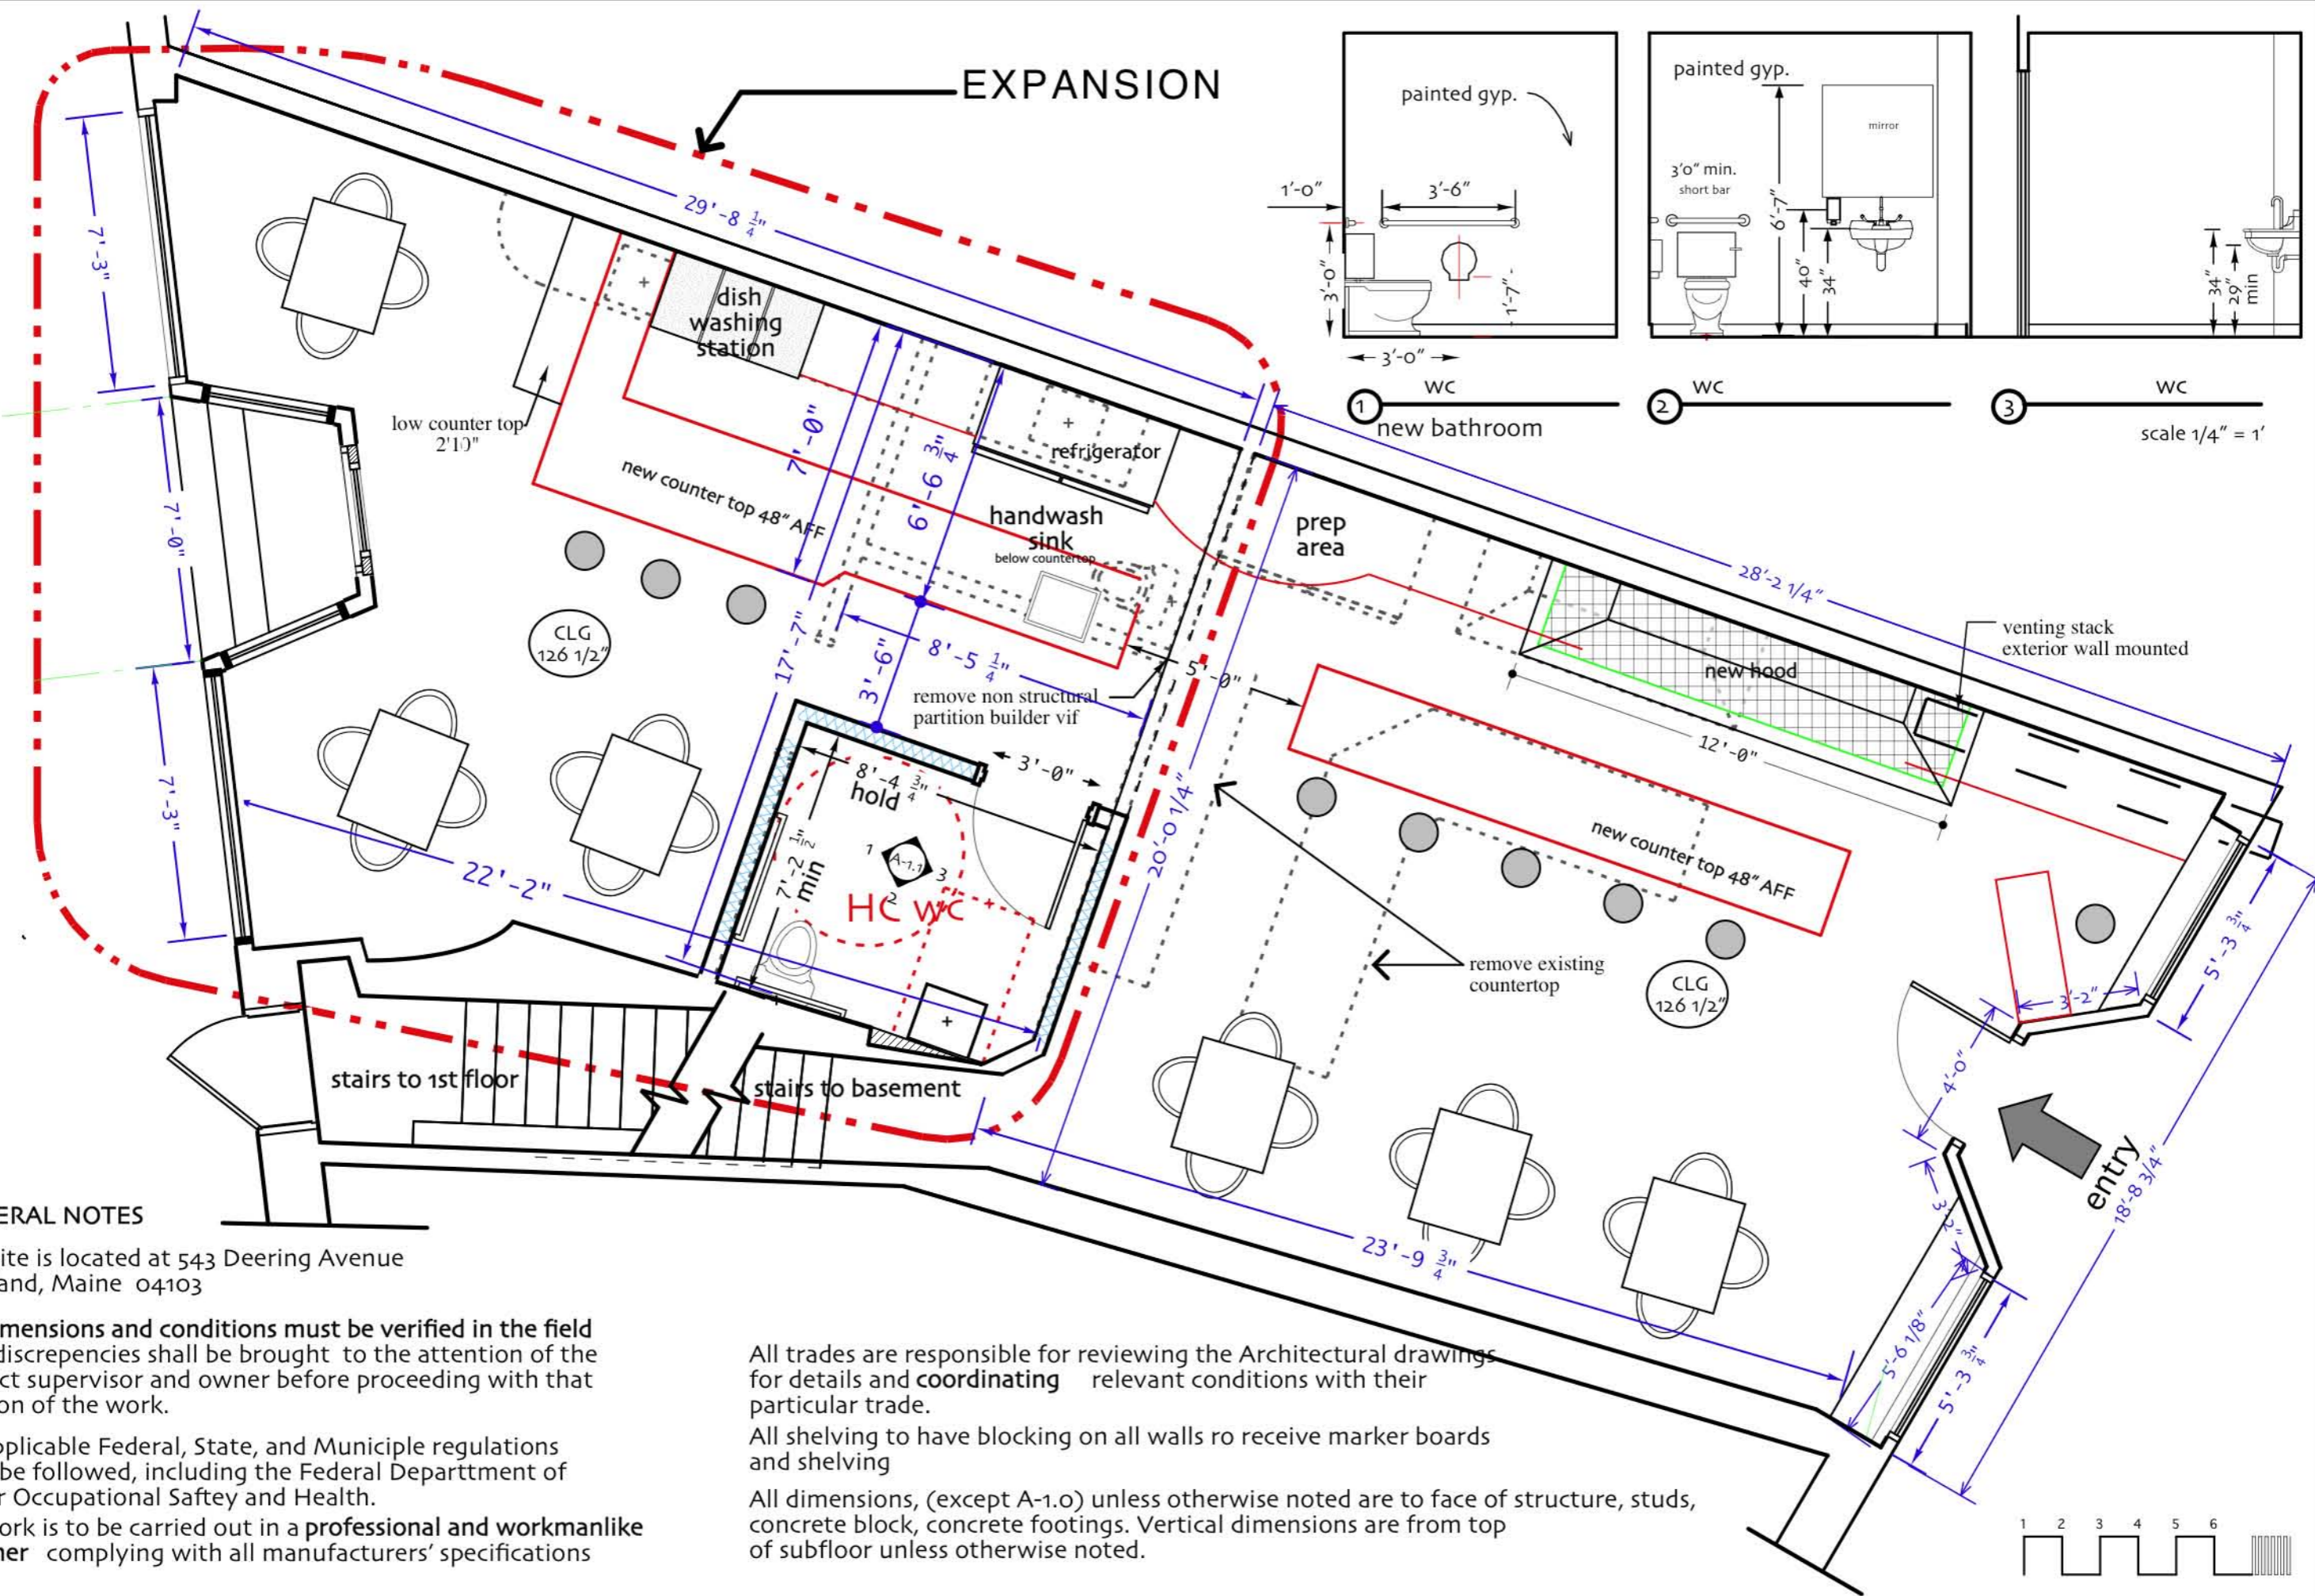 EXPANSION
painted gyp.
1'-0"
3'-6"
3'-0"
1'-7"
3'-0"
1
WC
new bathroom
painted gyp.
mirror
3'0" min.
short bar
6'-7"
40"
34"
2
WC
34"
29"
min
3
WC
scale 1/4" = 1'
29'-8 1/4"
7'-3"
dish
washing
station
low counter top
2'10"
7'-0"
6'-6 3/4"
refrigerator
new counter top 48" AFF
handwash
sink
below countertop
prep
area
28'-2 1/4"
7'-0"
CLG
126 1/2"
17'-7"
3'-6"
8'-5 1/4"
5'-0"
remove non structural
partition builder vif
new hood
venting stack
exterior wall mounted
12'-0"
7'-3"
22'-2"
8'-4 3/4"
hold
3'-0"
7'-2 1/2"
min
1
A-1.1
3
2
HC WC
20'-0 1/4"
new counter top 48" AFF
remove existing
countertop
CLG
126 1/2"
5'-3 3/4"
3'-2"
4'-0"
entry
18'-8 3/4"
3'-2"
stairs to 1st floor
stairs to basement
23'-9 3/4"
5'-6 1/8"
5'-3 3/4"
ERAL NOTES
ite is located at 543 Deering Avenue
and, Maine 04103
mensions and conditions must be verified in the field
discrepencies shall be brought to the attention of the
ct supervisor and owner before proceeding with that
on of the work.
pplicable Federal, State, and Municiple regulations
be followed, including the Federal Departtment of
r Occupational Saftey and Health.
ork is to be carried out in a professional and workmanlike
ner complying with all manufacturers' specifications
All trades are responsible for reviewing the Architectural drawings
for details and coordinating relevant conditions with their
particular trade.
All shelving to have blocking on all walls ro receive marker boards
and shelving
All dimensions, (except A-1.0) unless otherwise noted are to face of structure, studs,
concrete block, concrete footings. Vertical dimensions are from top
of subfloor unless otherwise noted.
1 2 3 4 5 6